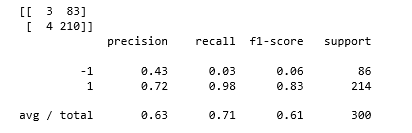 [[ 3 83]
[ 4 210]]
precision recall f1-score support
-1 0.43 0.03 0.06 86
1 0.72 0.98 0.83 214
avg / total 0.63 0.71 0.61 300